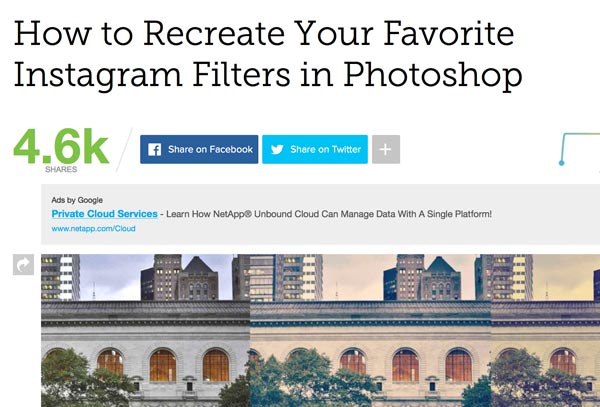 How to Recreate Your Favorite
Instagram Filters in Photoshop
4.6k
SHARES
Share on Facebook
Share on Twitter
+
Ads by Google
Private Cloud Services - Learn How NetApp® Unbound Cloud Can Manage Data With A Single Platform!
www.netapp.com/Cloud